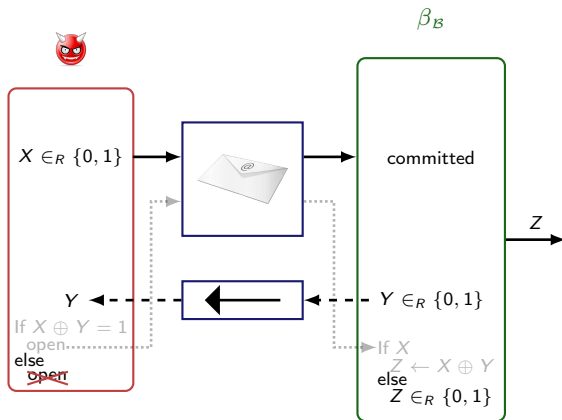 β_ℬ
X ∈_R {0, 1}
@
committed
Z
Y
Y ∈_R {0, 1}
If X ⊕ Y = 1
open
else
open
If X
Z ← X ⊕ Y
else
Z ∈_R {0, 1}